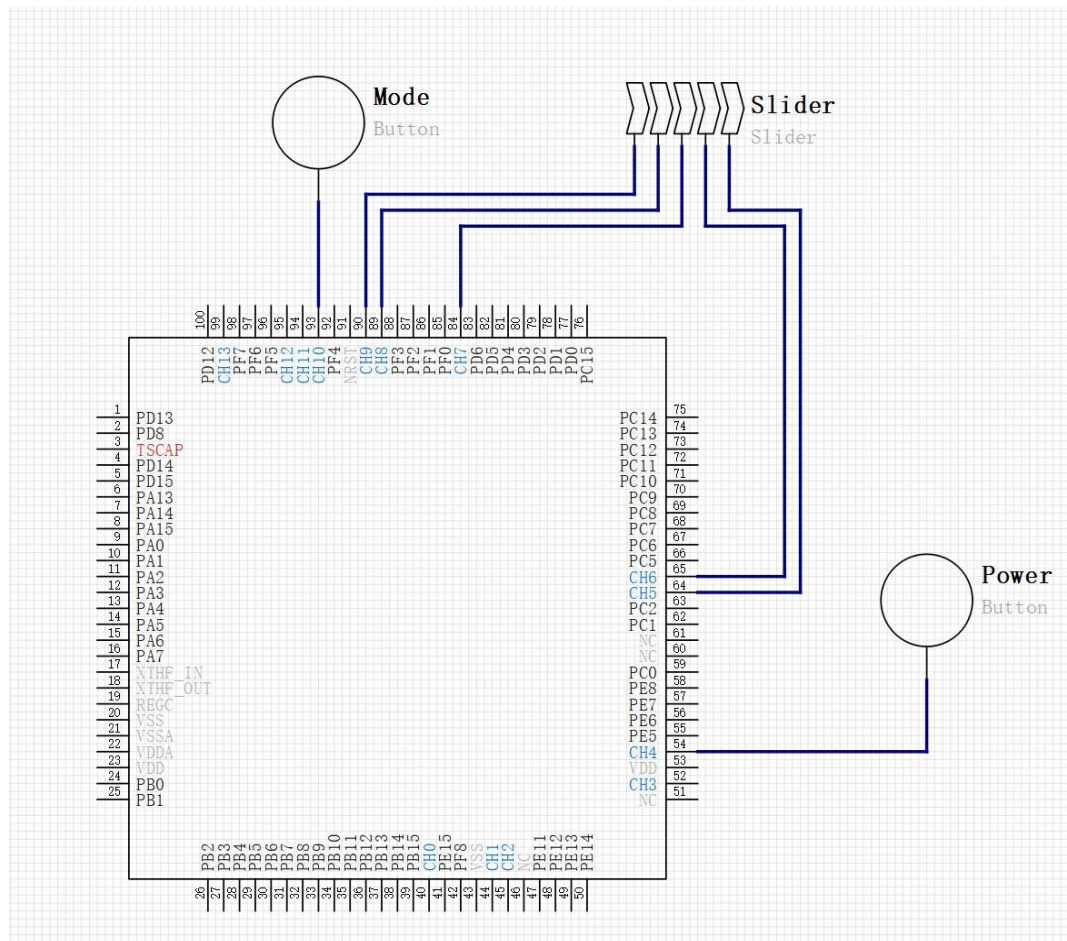 Mode
Button
Slider
Slider
100 99 98 97 96 95 94 93 92 91 90 89 88 87 86 85 84 83 82 81 80 79 78 77 76
PD12 CH13 PF7 PF6 PF5 CH12 CH11 CH10 PF4 NRST CH9 CH8 PF3 PF2 PF1 PF0 CH7 PD6 PD5 PD4 PD3 PD2 PD1 PD0 PC15
1 PD13
2 PD8
3 TSCAP
4 PD14
5 PD15
6 PA13
7 PA14
8 PA15
9 PA0
10 PA1
11 PA2
12 PA3
13 PA4
14 PA5
15 PA6
16 PA7
17 XTHF_IN
18 XTHF_OUT
19 REGC
20 VSS
21 VSSA
22 VDDA
23 VDD
24 PB0
25 PB1
PC14 75
PC13 74
PC12 73
PC11 72
PC10 71
PC9 70
PC8 69
PC7 68
PC6 67
PC5 66
CH6 65
CH5 64
PC2 63
PC1 62
NC 61
NC 60
PC0 59
PE8 58
PE7 57
PE6 56
PE5 55
CH4 54
VDD 53
CH3 52
NC 51
Power
Button
PB2 PB3 PB4 PB5 PB6 PB7 PB8 PB9 PB10 PB11 PB12 PB13 PB14 PB15 CH0 PE15 PF8 VSS CH1 CH2 NC PE11 PE12 PE13 PE14
26 27 28 29 30 31 32 33 34 35 36 37 38 39 40 41 42 43 44 45 46 47 48 49 50